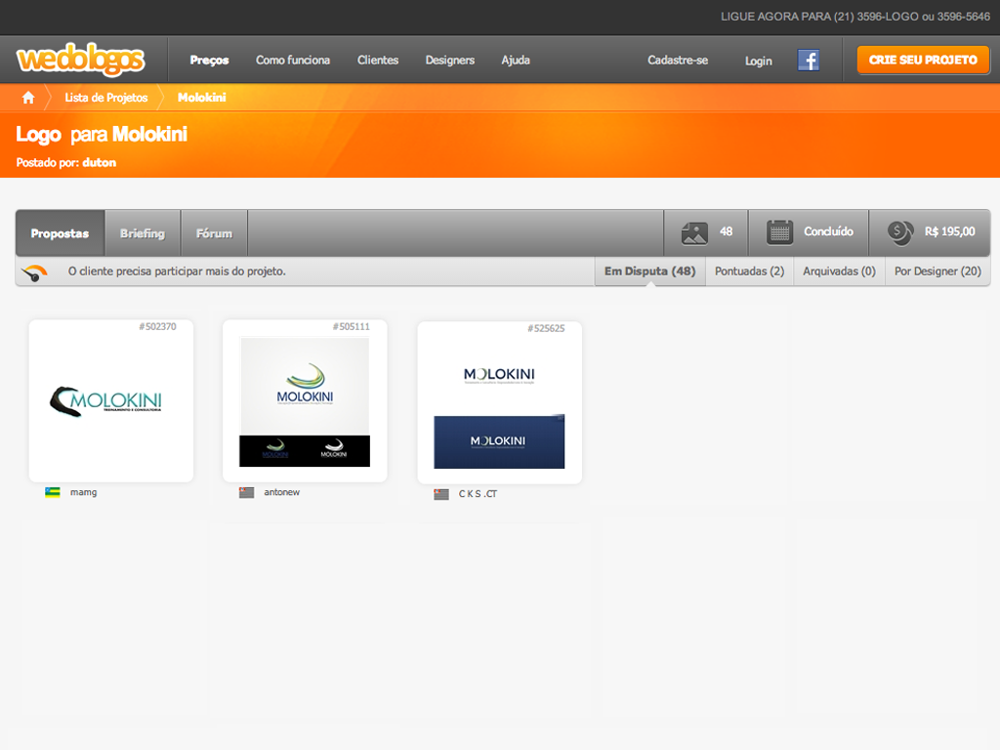 LIGUE AGORA PARA (21) 3596-LOGO ou 3596-5646
wedologos
Preços
Como funciona
Clientes
Designers
Ajuda
Cadastre-se
Login
f
CRIE SEU PROJETO
Lista de Projetos
Molokini
Logo para Molokini
Postado por: duton
Propostas
Briefing
Fórum
48
Concluído
R$ 195,00
O cliente precisa participar mais do projeto.
Em Disputa (48)
Pontuadas (2)
Arquivadas (0)
Por Designer (20)
#502370
MOLOKINI
TREINAMENTO E CONSULTORIA
mamg
#505111
MOLOKINI
MOLOKINI
MOLOKINI
antonew
#525625
MOLOKINI
MOLOKINI
C K S .CT